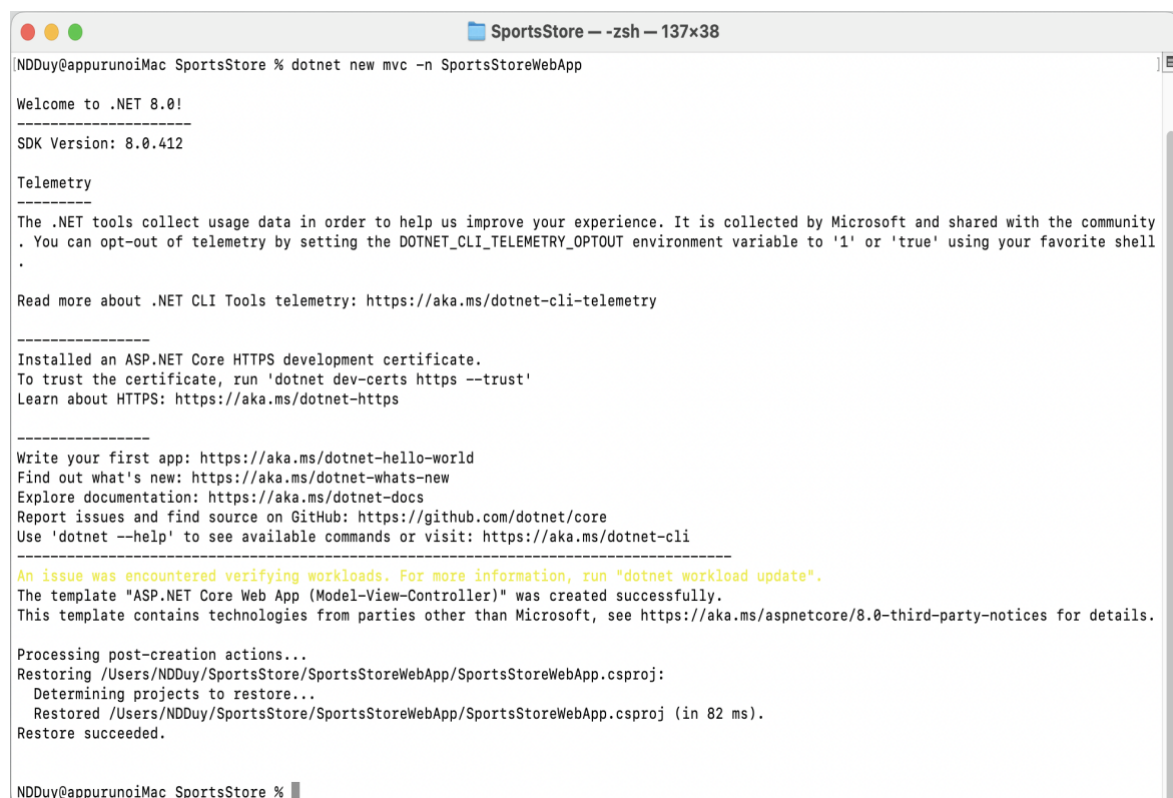 SportsStore — -zsh — 137×38
[NDDuy@appurunoiMac SportsStore % dotnet new mvc -n SportsStoreWebApp ]
Welcome to .NET 8.0!
---------------------
SDK Version: 8.0.412
Telemetry
---------
The .NET tools collect usage data in order to help us improve your experience. It is collected by Microsoft and shared with the community
. You can opt-out of telemetry by setting the DOTNET_CLI_TELEMETRY_OPTOUT environment variable to '1' or 'true' using your favorite shell
.
Read more about .NET CLI Tools telemetry: https://aka.ms/dotnet-cli-telemetry
----------------
Installed an ASP.NET Core HTTPS development certificate.
To trust the certificate, run 'dotnet dev-certs https --trust'
Learn about HTTPS: https://aka.ms/dotnet-https
----------------
Write your first app: https://aka.ms/dotnet-hello-world
Find out what's new: https://aka.ms/dotnet-whats-new
Explore documentation: https://aka.ms/dotnet-docs
Report issues and find source on GitHub: https://github.com/dotnet/core
Use 'dotnet --help' to see available commands or visit: https://aka.ms/dotnet-cli
--------------------------------------------------------------------------------------
An issue was encountered verifying workloads. For more information, run "dotnet workload update".
The template "ASP.NET Core Web App (Model-View-Controller)" was created successfully.
This template contains technologies from parties other than Microsoft, see https://aka.ms/aspnetcore/8.0-third-party-notices for details.
Processing post-creation actions...
Restoring /Users/NDDuy/SportsStore/SportsStoreWebApp/SportsStoreWebApp.csproj:
  Determining projects to restore...
  Restored /Users/NDDuy/SportsStore/SportsStoreWebApp/SportsStoreWebApp.csproj (in 82 ms).
Restore succeeded.
NDDuy@appurunoiMac SportsStore %